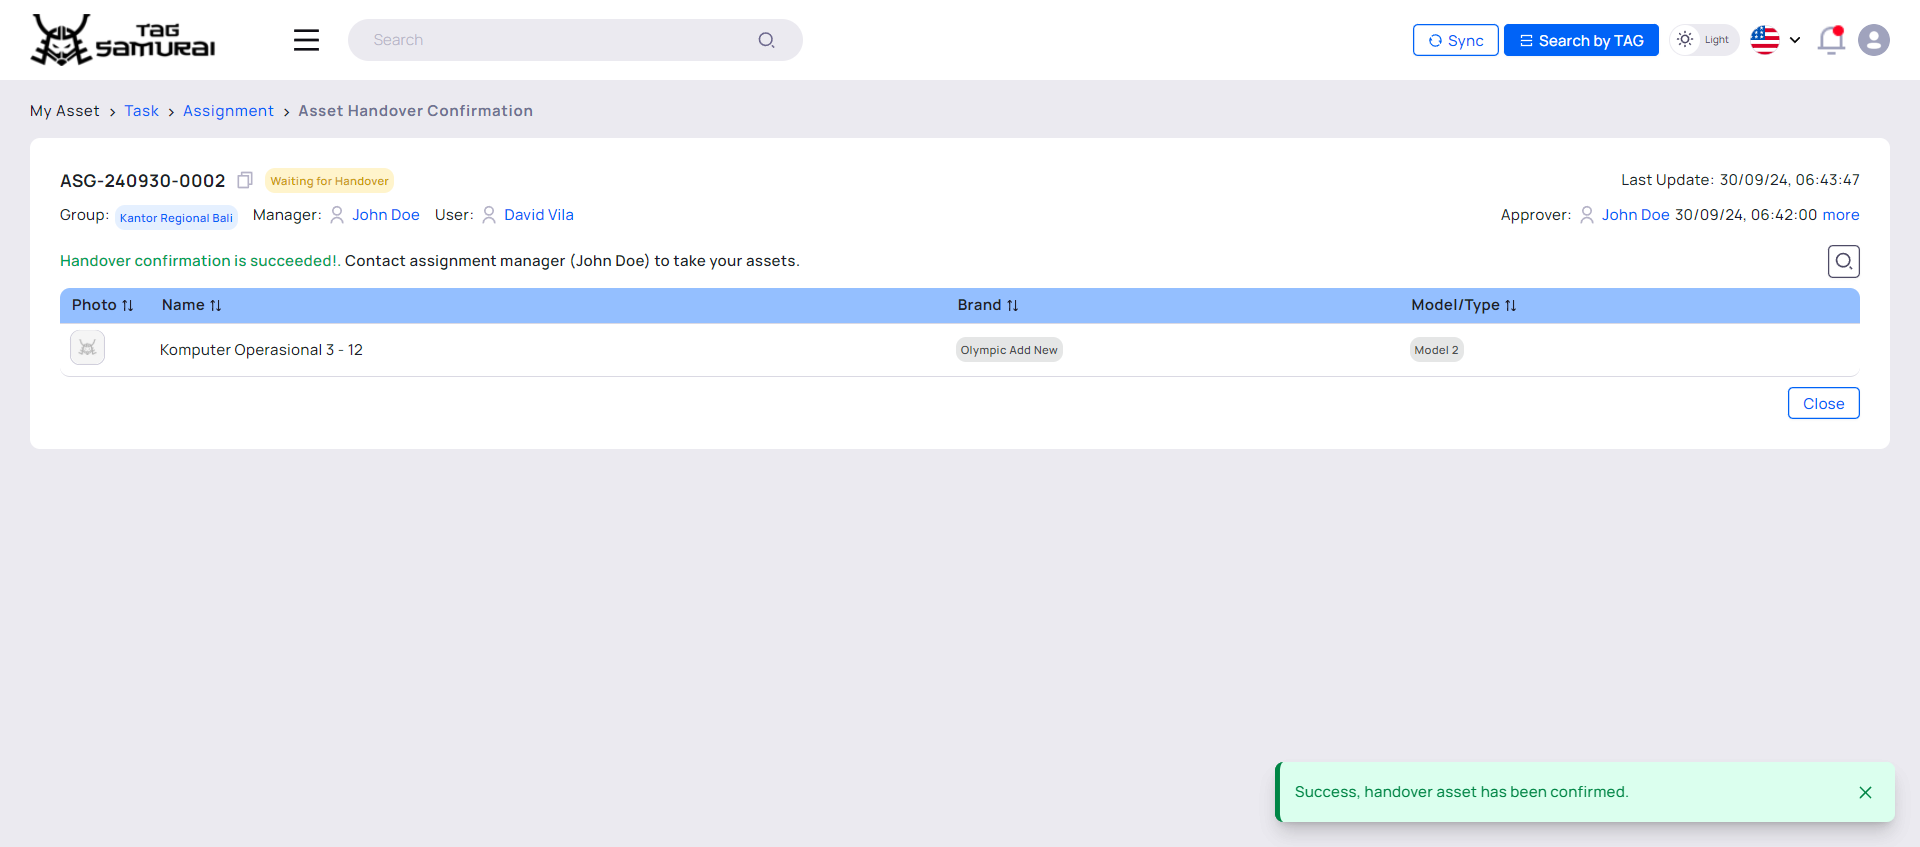 TAG
SAMURAI
Search
Sync
Search by TAG
Light
My Asset > Task > Assignment > Asset Handover Confirmation
ASG-240930-0002
Waiting for Handover
Last Update: 30/09/24, 06:43:47
Group: Kantor Regional Bali Manager: John Doe User: David Vila
Approver: John Doe 30/09/24, 06:42:00 more
Handover confirmation is succeeded!. Contact assignment manager (John Doe) to take your assets.
Photo Name Brand Model/Type
Komputer Operasional 3 - 12 Olympic Add New Model 2
Close
Success, handover asset has been confirmed.